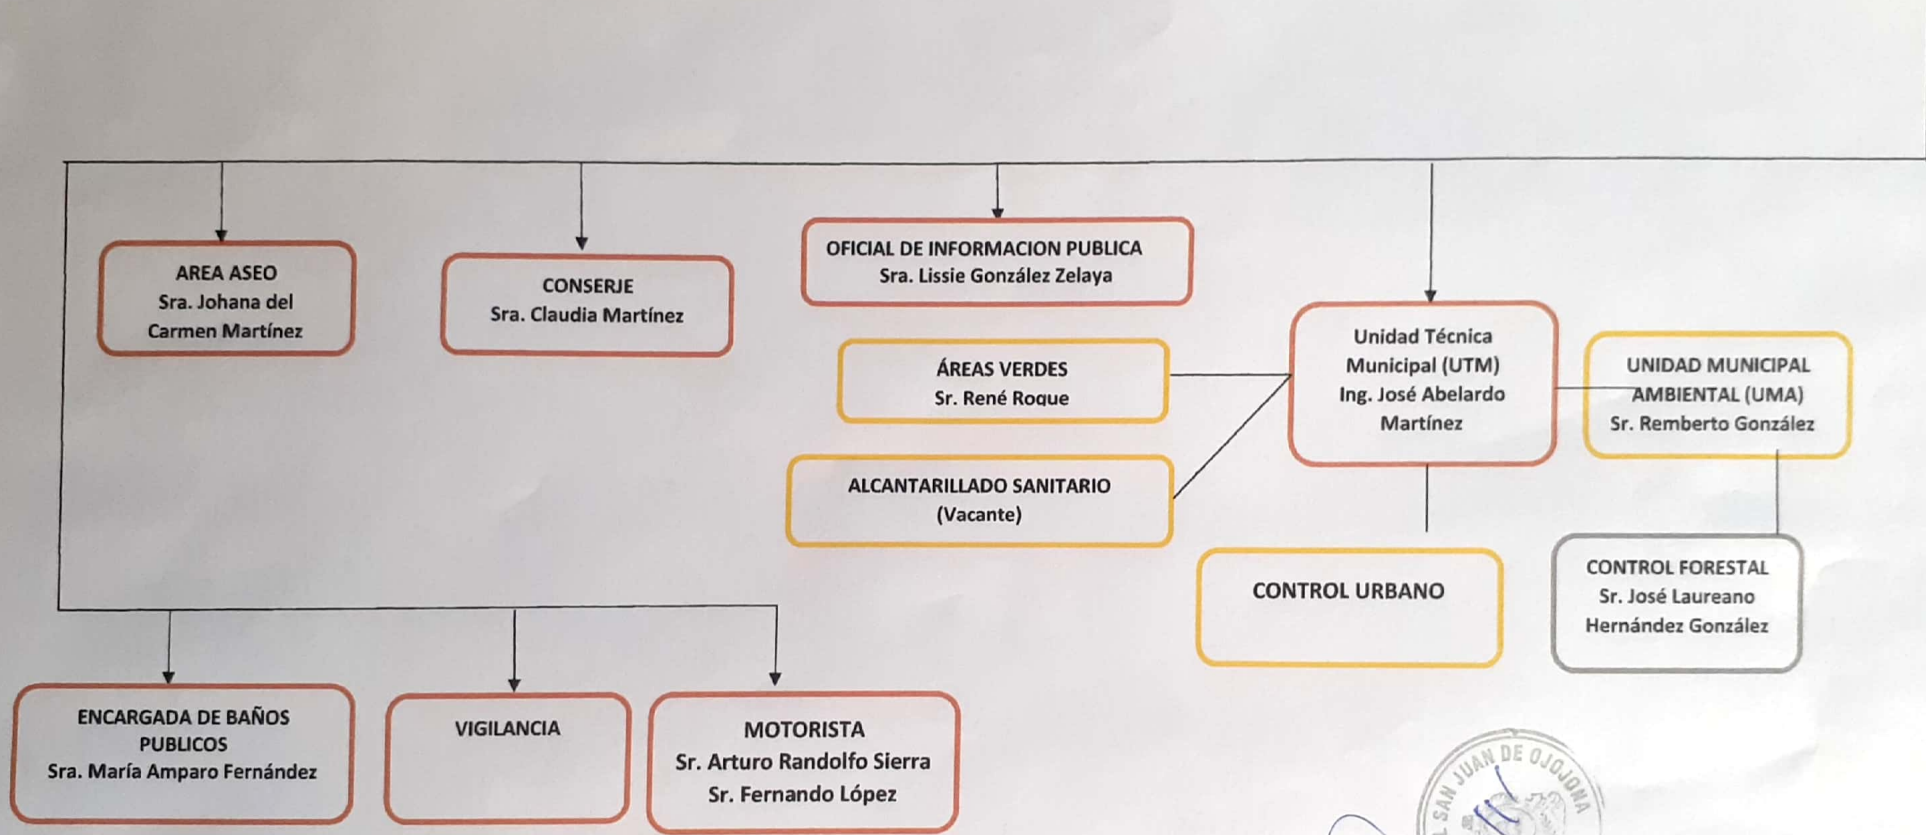 AREA ASEO
Sra. Johana del
Carmen Martínez
CONSERJE
Sra. Claudia Martínez
OFICIAL DE INFORMACION PUBLICA
Sra. Lissie González Zelaya
ÁREAS VERDES
Sr. René Roque
ALCANTARILLADO SANITARIO
(Vacante)
Unidad Técnica
Municipal (UTM)
Ing. José Abelardo
Martínez
UNIDAD MUNICIPAL
AMBIENTAL (UMA)
Sr. Remberto González
CONTROL URBANO
CONTROL FORESTAL
Sr. José Laureano
Hernández González
ENCARGADA DE BAÑOS
PUBLICOS
Sra. María Amparo Fernández
VIGILANCIA
MOTORISTA
Sr. Arturo Randolfo Sierra
Sr. Fernando López
SAN JUAN DE OJOJONA